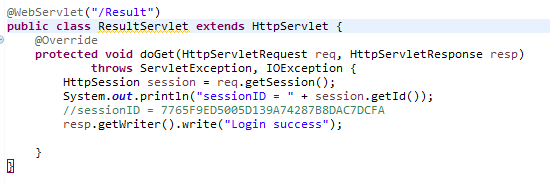 @WebServlet("/Result")
public class ResultServlet extends HttpServlet {
@Override
protected void doGet(HttpServletRequest req, HttpServletResponse resp)
throws ServletException, IOException {
HttpSession session = req.getSession();
System.out.println("sessionID = " + session.getId());
//sessionID = 7765F9ED5005D139A74287B8DAC7DCFA
resp.getWriter().write("Login success");
}
}